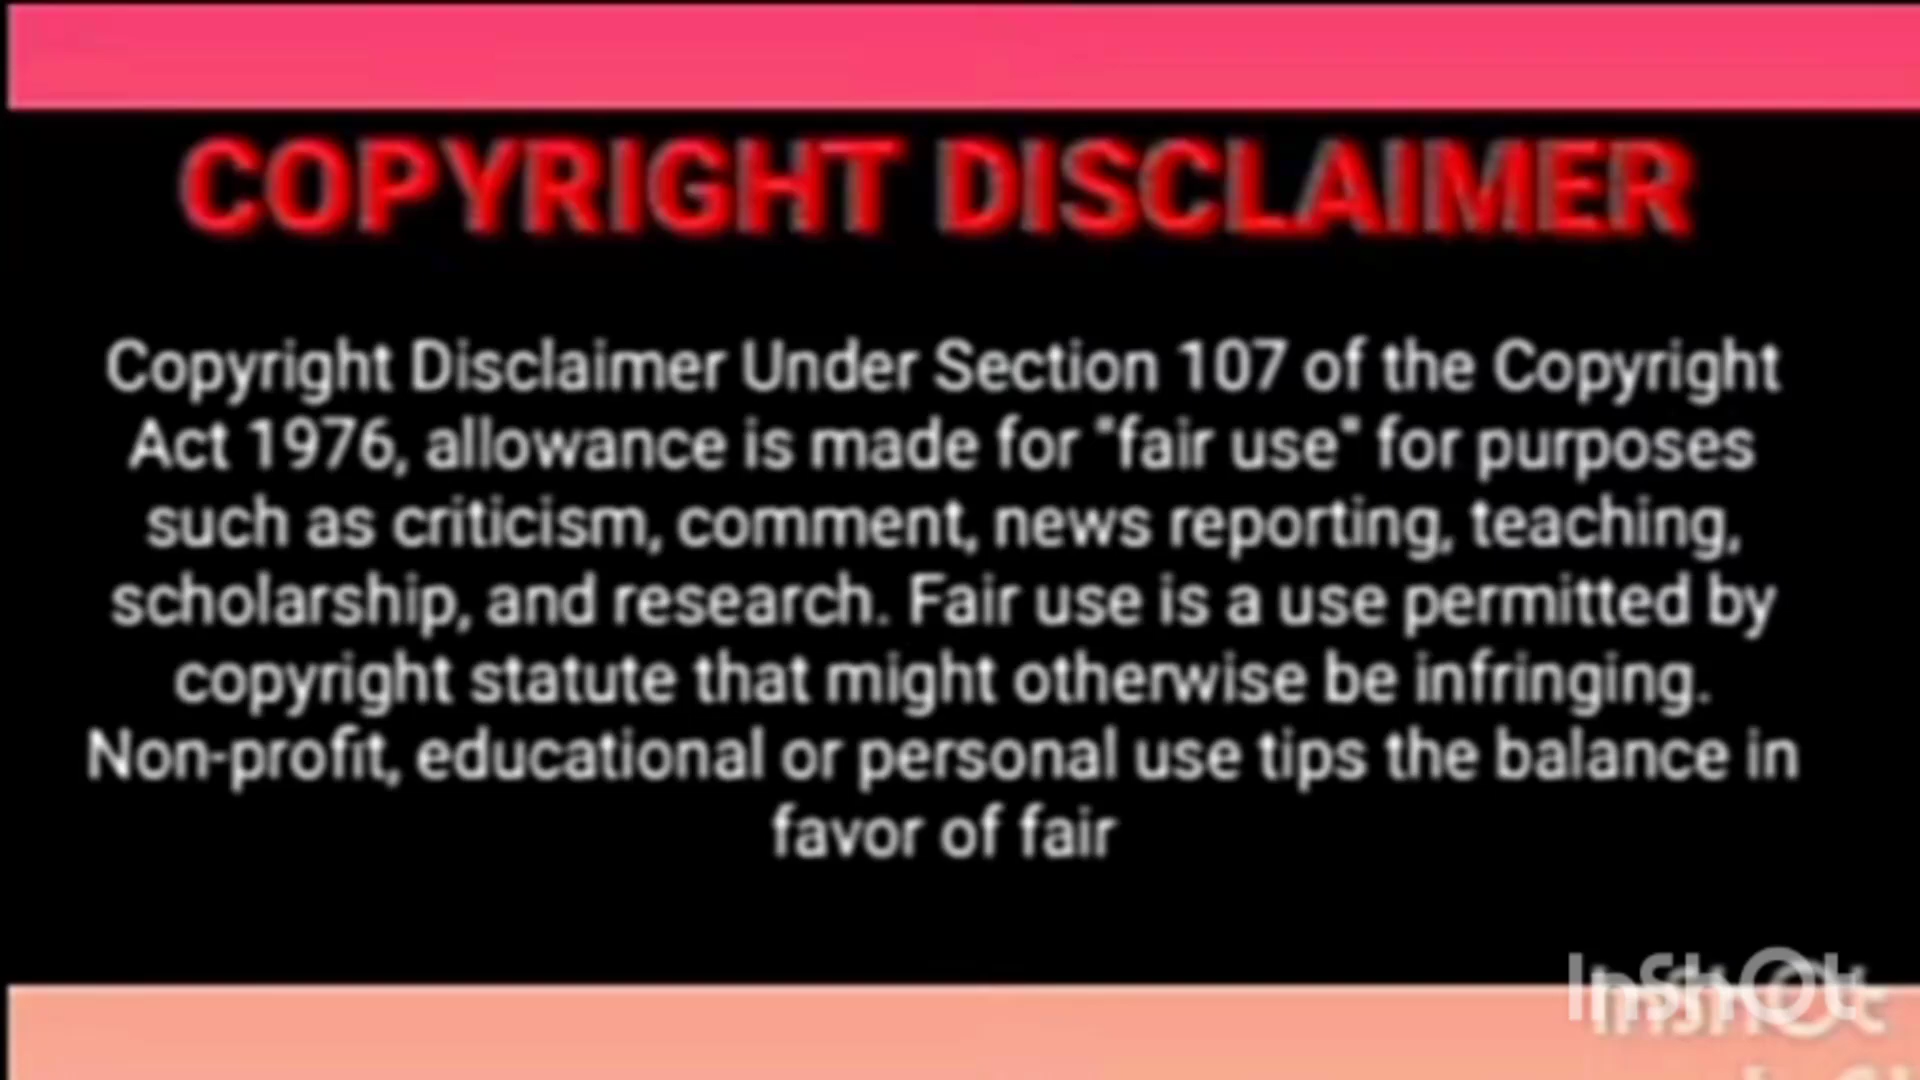 COPYRIGHT DISCLAIMER
Copyright Disclaimer Under Section 107 of the Copyright
Act 1976, allowance is made for "fair use" for purposes
such as criticism, comment, news reporting, teaching,
scholarship, and research. Fair use is a use permitted by
copyright statute that might otherwise be infringing.
Non-profit, educational or personal use tips the balance in
favor of fair
InShOt
InShOt